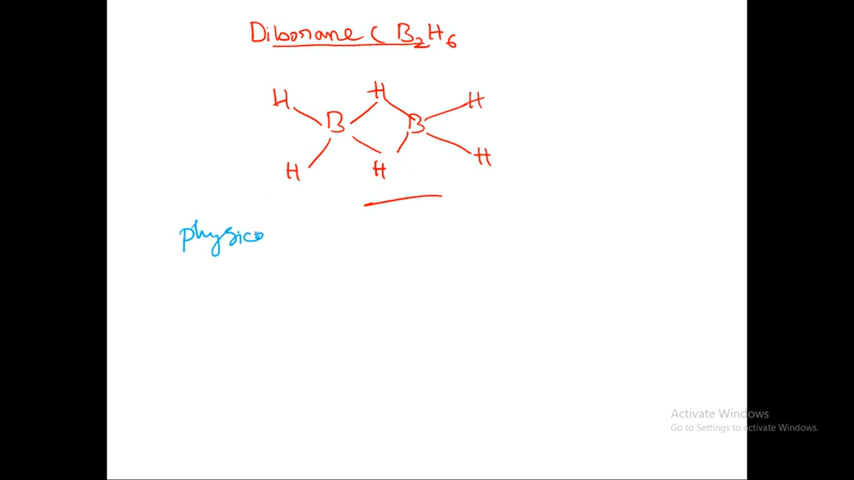 Diborane ( B2H6
H H H
B B
H H H
physico
Activate Windows
Go to Settings to activate Windows.